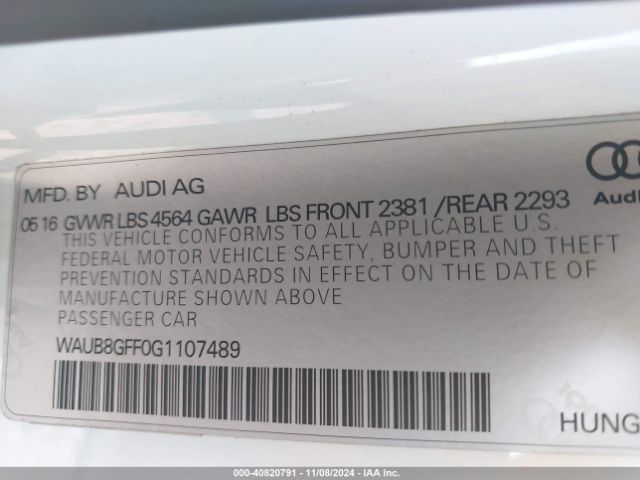 MFD. BY AUDI AG
Audi
05 16 GVWR LBS 4564 GAWR LBS FRONT 2381 /REAR 2293
THIS VEHICLE CONFORMS TO ALL APPLICABLE U.S.
FEDERAL MOTOR VEHICLE SAFETY, BUMPER AND THEFT
PREVENTION STANDARDS IN EFFECT ON THE DATE OF
MANUFACTURE SHOWN ABOVE
PASSENGER CAR
WAUB8GFF0G1107489
HUNG
000-40820791 - 11/08/2024 - IAA Inc.